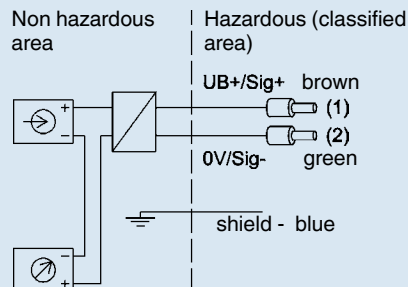 Non hazardous
area
Hazardous (classified
area)
UB+/Sig+ brown
+
(1)
−
(2)
0V/Sig- green
shield - blue
−
+